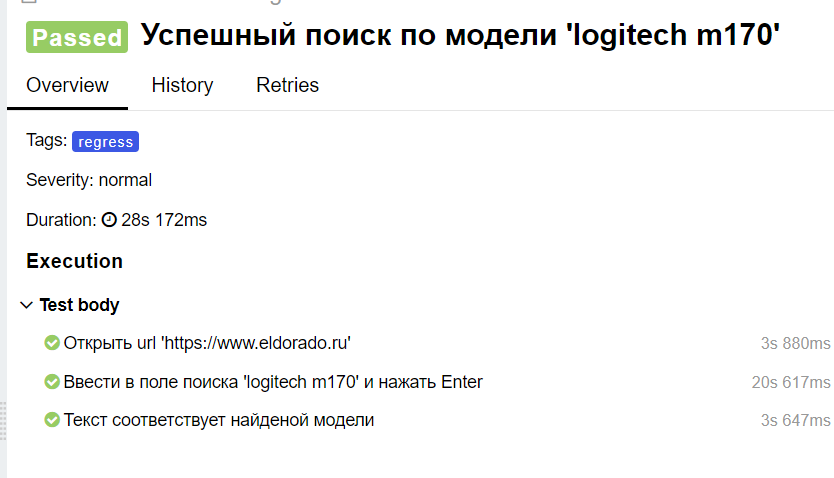 Passed Успешный поиск по модели 'logitech m170'
Overview History Retries
Tags: regress
Severity: normal
Duration: 28s 172ms
Execution
Test body
Открыть url 'https://www.eldorado.ru' 3s 880ms
Ввести в поле поиска 'logitech m170' и нажать Enter 20s 617ms
Текст соответствует найденой модели 3s 647ms